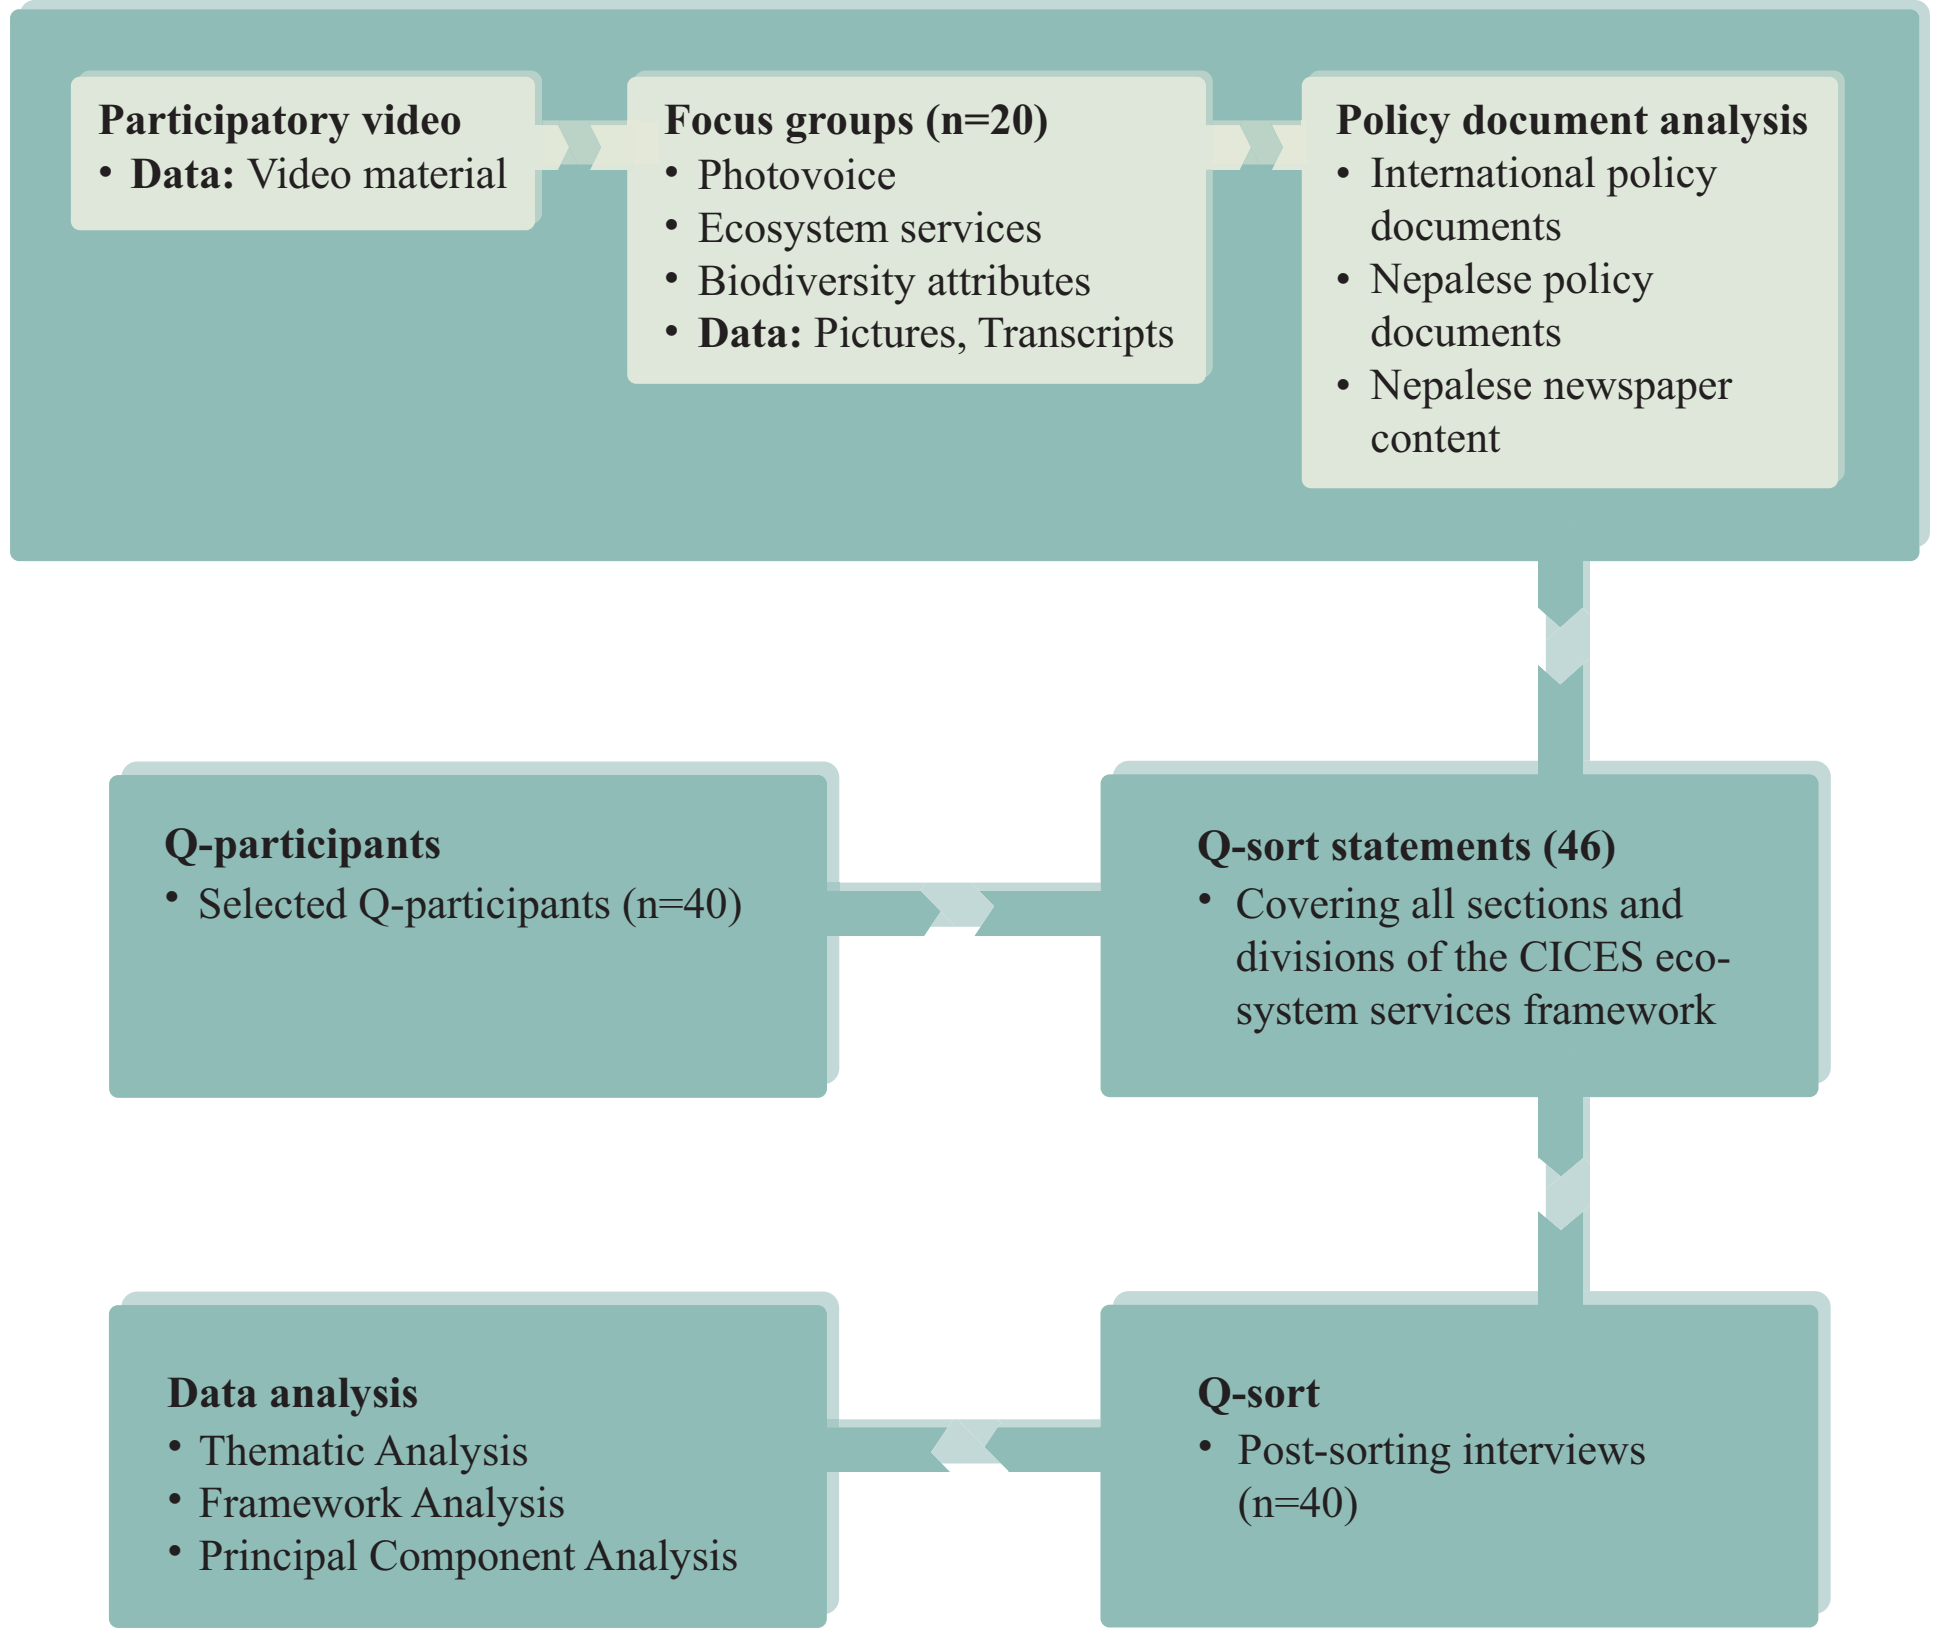 Participatory video
• Data: Video material
Focus groups (n=20)
• Photovoice
• Ecosystem services
• Biodiversity attributes
• Data: Pictures, Transcripts
Policy document analysis
• International policy
documents
• Nepalese policy
documents
• Nepalese newspaper
content
Q-participants
• Selected Q-participants (n=40)
Q-sort statements (46)
• Covering all sections and
divisions of the CICES eco-
system services framework
Data analysis
• Thematic Analysis
• Framework Analysis
• Principal Component Analysis
Q-sort
• Post-sorting interviews
(n=40)